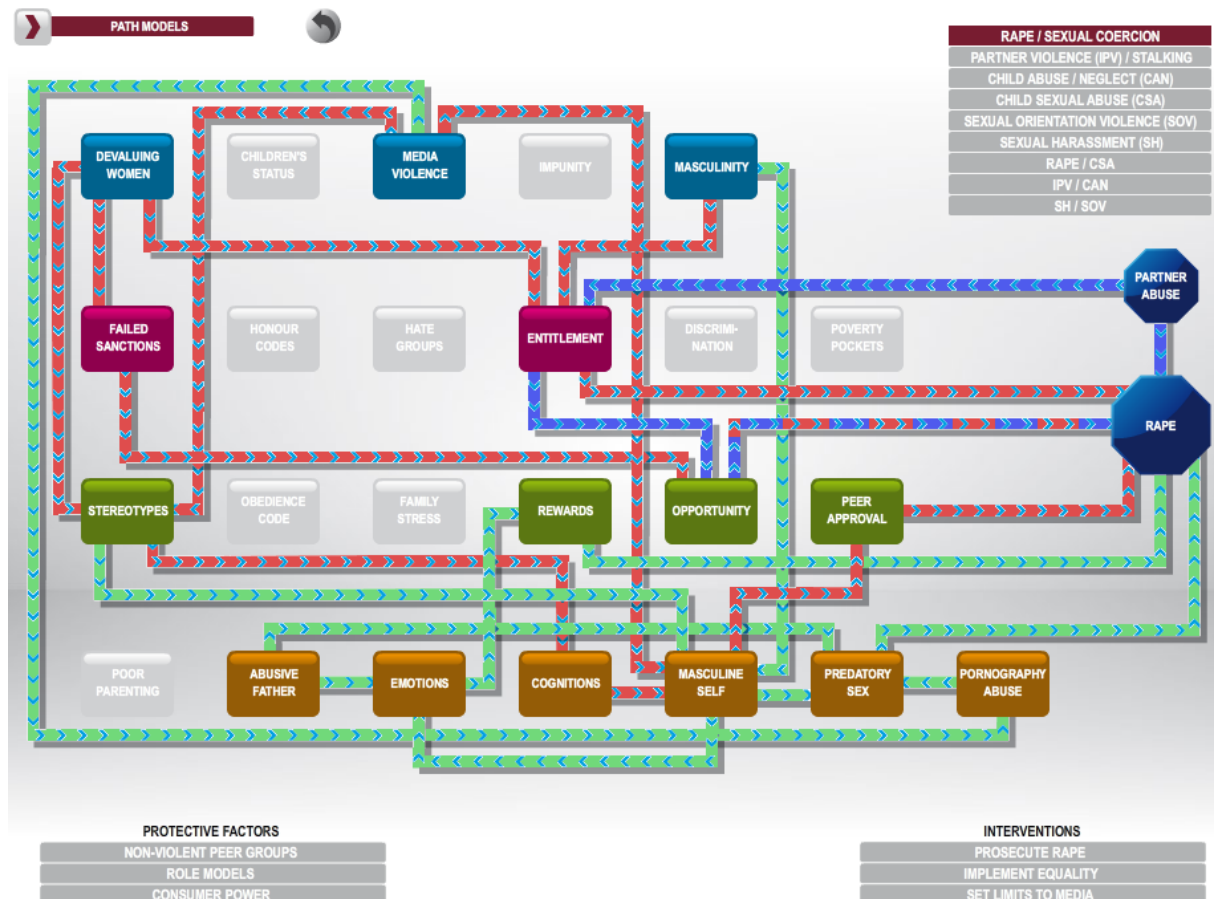 PATH MODELS
RAPE / SEXUAL COERCION
PARTNER VIOLENCE (IPV) / STALKING
CHILD ABUSE / NEGLECT (CAN)
CHILD SEXUAL ABUSE (CSA)
SEXUAL ORIENTATION VIOLENCE (SOV)
SEXUAL HARASSMENT (SH)
RAPE / CSA
IPV / CAN
SH / SOV
DEVALUING
WOMEN
CHILDREN'S
STATUS
MEDIA
VIOLENCE
IMPUNITY
MASCULINITY
PARTNER
ABUSE
FAILED
SANCTIONS
HONOUR
CODES
HATE
GROUPS
ENTITLEMENT
DISCRIMI-
NATION
POVERTY
POCKETS
RAPE
STEREOTYPES
OBEDIENCE
CODE
FAMILY
STRESS
REWARDS
OPPORTUNITY
PEER
APPROVAL
POOR
PARENTING
ABUSIVE
FATHER
EMOTIONS
COGNITIONS
MASCULINE
SELF
PREDATORY
SEX
PORNOGRAPHY
ABUSE
PROTECTIVE FACTORS
NON-VIOLENT PEER GROUPS
ROLE MODELS
CONSUMER POWER
INTERVENTIONS
PROSECUTE RAPE
IMPLEMENT EQUALITY
SET LIMITS TO MEDIA